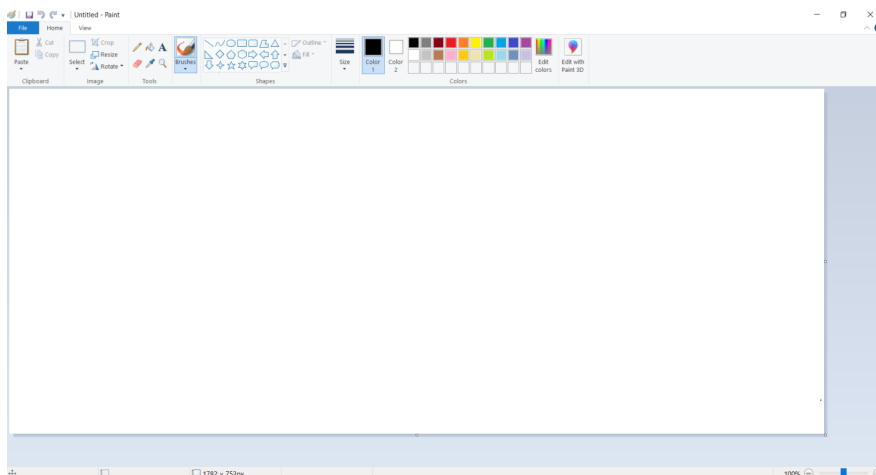 Untitled - Paint
File Home View
Paste
Cut
Copy
Clipboard
Select
Crop
Resize
Rotate
Image
A
Tools
Brushes
Outline
Fill
Shapes
Size
Color 1
Color 2
Edit colors
Colors
Edit with Paint 3D
1782 × 752px
100%